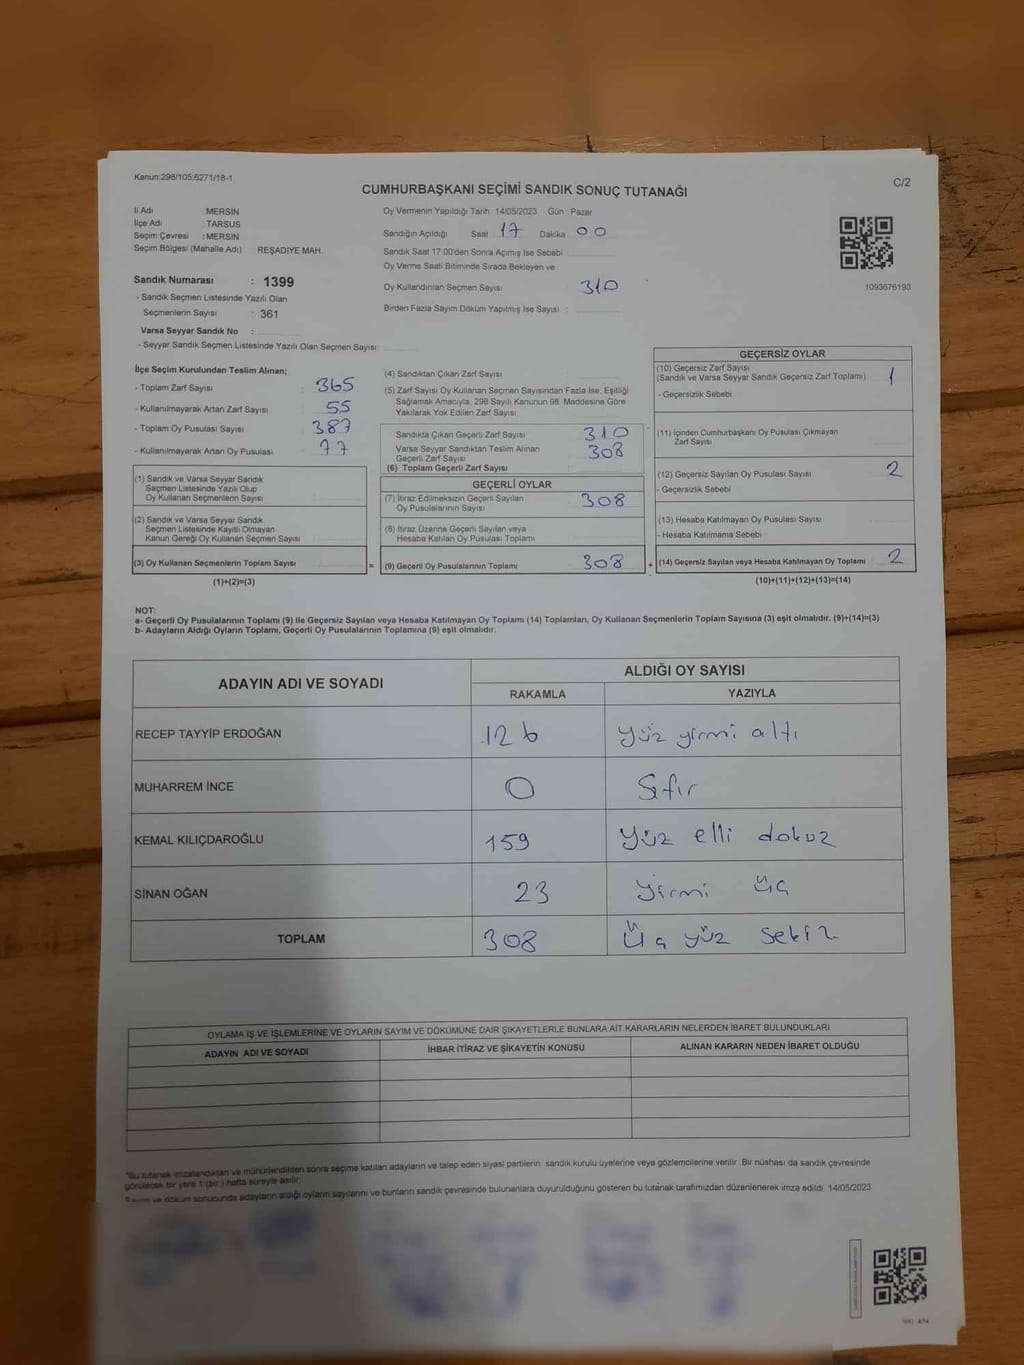 Kanun:298/105;6271/18-1
C/2
CUMHURBAŞKANI SEÇİMİ SANDIK SONUÇ TUTANAĞI
İl Adı : MERSİN
İlçe Adı : TARSUS
Seçim Çevresi : MERSİN
Seçim Bölgesi (Mahalle Adı) REŞADİYE MAH.
Sandık Numarası : 1399
- Sandık Seçmen Listesinde Yazılı Olan
Seçmenlerin Sayısı : 361
Varsa Seyyar Sandık No :
- Seyyar Sandık Seçmen Listesinde Yazılı Olan Seçmen Sayısı:
Oy Vermenin Yapıldığı Tarih 14/05/2023 Gün : Pazar
Sandığın Açıldığı Saat 17 Dakika 00
Sandık Saat 17:00'den Sonra Açımış İse Sebebi
Oy Verme Saati Bitiminde Sırada Bekleyen ve
Oy Kullandırılan Seçmen Sayısı 310
Birden Fazla Sayım Döküm Yapılmış İse Sayısı :
1093676193
İlçe Seçim Kurulundan Teslim Alınan;
- Toplam Zarf Sayısı : 365
- Kullanılmayarak Artan Zarf Sayısı 55
- Toplam Oy Pusulası Sayısı : 387
- Kullanılmayarak Artan Oy Pusulası : 77
(1) Sandık ve Varsa Seyyar Sandık
Seçmen Listesinde Yazılı Olup
Oy Kullanan Seçmenlerin Sayısı
(2) Sandık ve Varsa Seyyar Sandık
Seçmen Listesinde Kayıtlı Olmayan
Kanun Gereği Oy Kullanan Seçmen Sayısı
(3) Oy Kullanan Seçmenlerin Toplam Sayısı
(1)+(2)=(3)
(4) Sandıktan Çıkan Zarf Sayısı
(5) Zarf Sayısı Oy Kullanan Seçmen Sayısından Fazla İse, Eşitliği
Sağlamak Amacıyla, 298 Sayılı Kanunun 98. Maddesine Göre
Yakılarak Yok Edilen Zarf Sayısı
Sandıkta Çıkan Geçerli Zarf Sayısı 310
Varsa Seyyar Sandıktan Teslim Alınan
Geçerli Zarf Sayısı 308
(6) Toplam Geçerli Zarf Sayısı
GEÇERLİ OYLAR
(7) İtiraz Edilmeksizin Geçerli Sayılan
Oy Pusulalarının Sayısı 308
(8) İtiraz Üzerine Geçerli Sayılan veya
Hesaba Katılan Oy Pusulası Toplamı
= (9) Geçerli Oy Pusulalarının Toplamı 308
GEÇERSİZ OYLAR
(10) Geçersiz Zarf Sayısı
(Sandık ve Varsa Seyyar Sandık Geçersiz Zarf Toplamı) 1
- Geçersizlik Sebebi
(11) İçinden Cumhurbaşkanı Oy Pusulası Çıkmayan
Zarf Sayısı
(12) Geçersiz Sayılan Oy Pusulası Sayısı 2
- Geçersizlik Sebebi
(13) Hesaba Katılmayan Oy Pusulası Sayısı
- Hesaba Katılmama Sebebi
+ (14) Geçersiz Sayılan veya Hesaba Katılmayan Oy Toplamı 2
(10)+(11)+(12)+(13)=(14)
NOT:
a- Geçerli Oy Pusulalarının Toplamı (9) ile Geçersiz Sayılan veya Hesaba Katılmayan Oy Toplamı (14) Toplamları, Oy Kullanan Seçmenlerin Toplam Sayısına (3) eşit olmalıdır. (9)+(14)=(3)
b- Adayların Aldığı Oyların Toplamı, Geçerli Oy Pusulalarının Toplamına (9) eşit olmalıdır.
ADAYIN ADI VE SOYADI ALDIĞI OY SAYISI
RAKAMLA YAZIYLA
RECEP TAYYİP ERDOĞAN 126 yüz yirmi altı
MUHARREM İNCE 0 Sıfır
KEMAL KILIÇDAROĞLU 159 yüz elli dokuz
SİNAN OĞAN 23 yirmi üç
TOPLAM 308 üç yüz sekiz
OYLAMA İŞ VE İŞLEMLERİNE VE OYLARIN SAYIM VE DÖKÜMÜNE DAİR ŞİKAYETLERLE BUNLARA AİT KARARLARIN NELERDEN İBARET BULUNDUKLARI
ADAYIN ADI VE SOYADI İHBAR İTİRAZ VE ŞİKAYETİN KONUSU ALINAN KARARIN NEDEN İBARET OLDUĞU
"Bu tutanak imzalandıktan ve mühürlendikten sonra seçime katılan adayların ve talep eden siyasi partilerin sandık kurulu üyelerine veya gözlemcilerine verilir. Bir nüshası da sandık çevresinde
görülecek bir yere 1 (bir) hafta süreyle asılır.
Sayım ve döküm sonucunda adayların aldığı oyların sayılarını ve bunların sandık çevresinde bulunanlara duyurulduğunu gösteren bu tutanak tarafımızdan düzenlenerek imza edildi. 14/05/2023